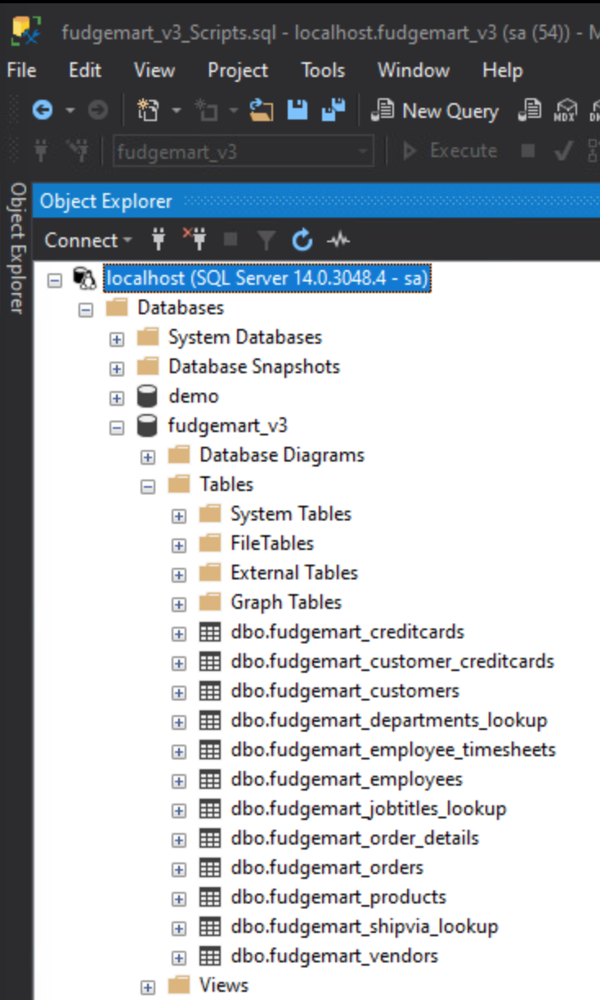 fudgemart_v3_Scripts.sql - localhost.fudgemart_v3 (sa (54)) - M
File Edit View Project Tools Window Help
New Query MDX
fudgemart_v3 Execute
Object Explorer
Object Explorer
Connect
localhost (SQL Server 14.0.3048.4 - sa)
Databases
System Databases
Database Snapshots
demo
fudgemart_v3
Database Diagrams
Tables
System Tables
FileTables
External Tables
Graph Tables
dbo.fudgemart_creditcards
dbo.fudgemart_customer_creditcards
dbo.fudgemart_customers
dbo.fudgemart_departments_lookup
dbo.fudgemart_employee_timesheets
dbo.fudgemart_employees
dbo.fudgemart_jobtitles_lookup
dbo.fudgemart_order_details
dbo.fudgemart_orders
dbo.fudgemart_products
dbo.fudgemart_shipvia_lookup
dbo.fudgemart_vendors
Views